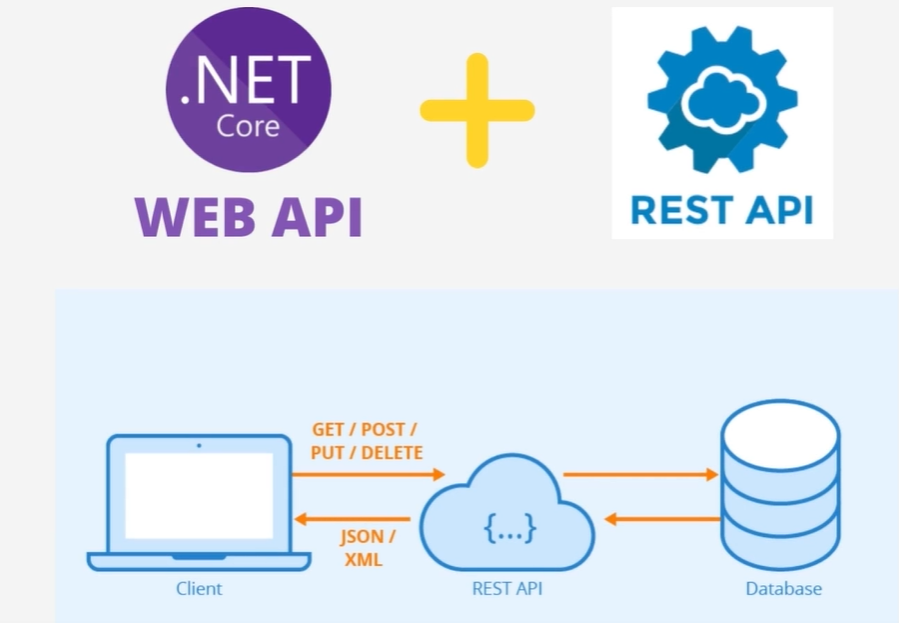 .NET
Core
WEB API
REST API
GET / POST /
PUT / DELETE
{...}
JSON /
XML
Client
REST API
Database